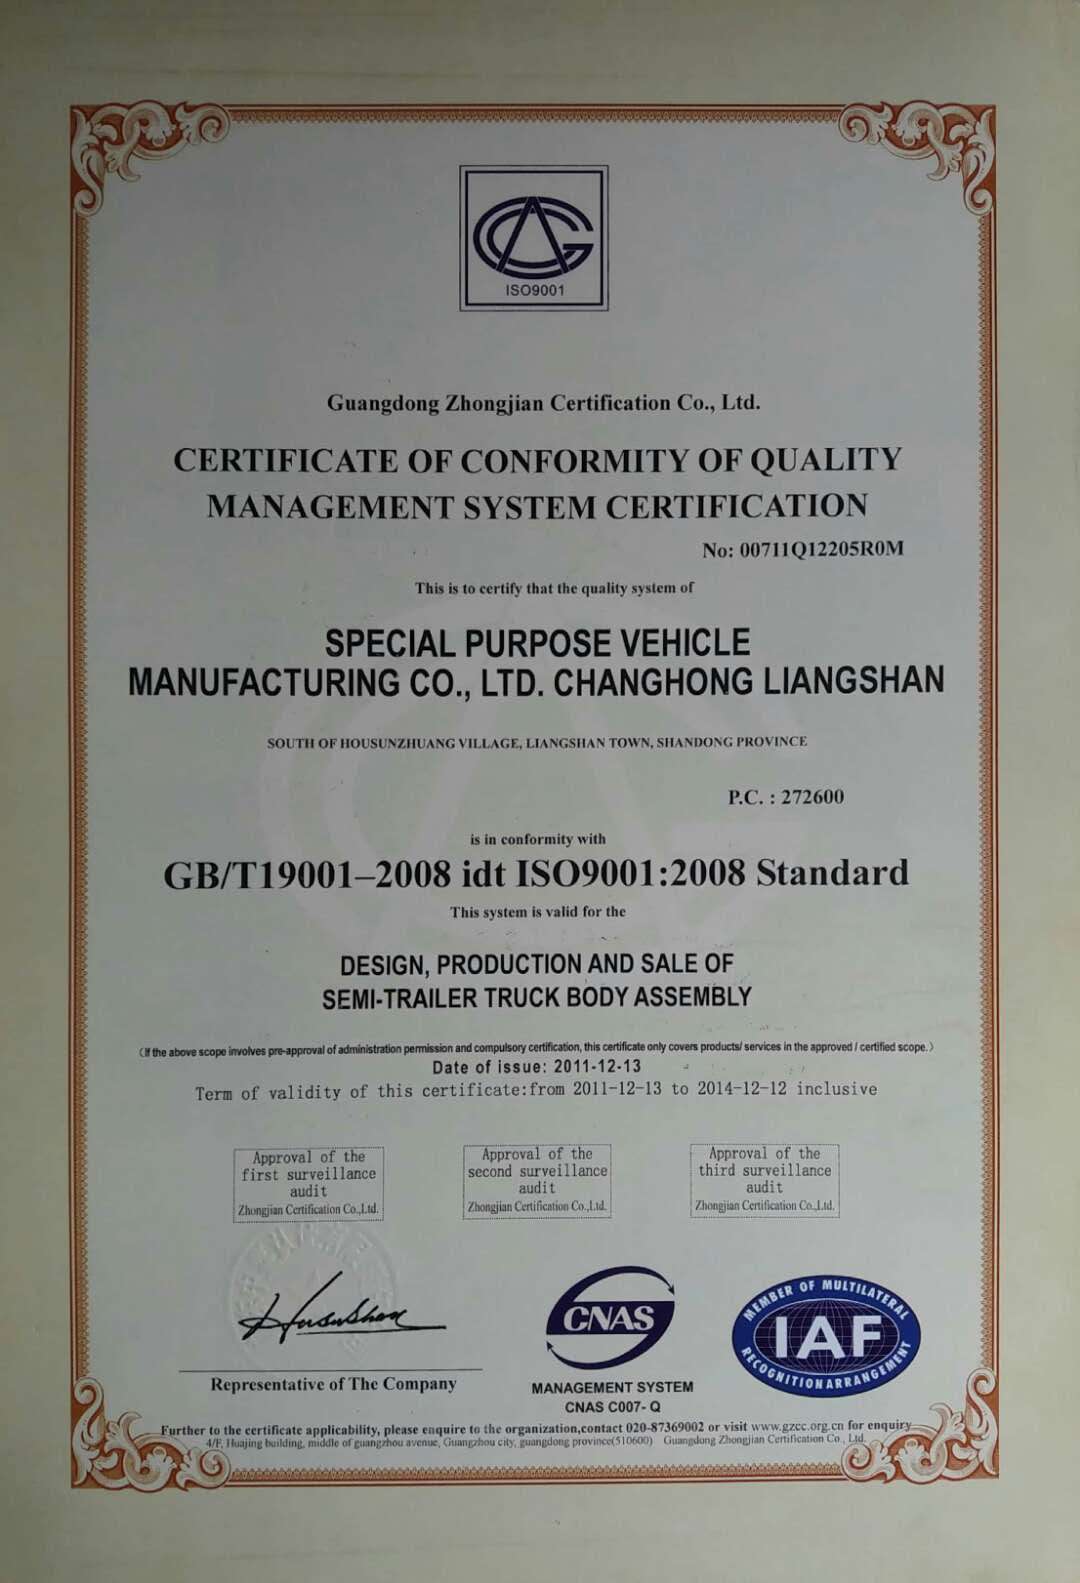 ISO9001
Guangdong Zhongjian Certification Co., Ltd.
CERTIFICATE OF CONFORMITY OF QUALITY
MANAGEMENT SYSTEM CERTIFICATION
No: 00711Q12205R0M
This is to certify that the quality system of
SPECIAL PURPOSE VEHICLE
MANUFACTURING CO., LTD. CHANGHONG LIANGSHAN
SOUTH OF HOUSUNZHUANG VILLAGE, LIANGSHAN TOWN, SHANDONG PROVINCE
P.C. : 272600
is in conformity with
GB/T19001–2008 idt ISO9001:2008 Standard
This system is valid for the
DESIGN, PRODUCTION AND SALE OF
SEMI-TRAILER TRUCK BODY ASSEMBLY
(If the above scope involves pre-approval of administration permission and compulsory certification, this certificate only covers products/ services in the approved / certified scope.)
Date of issue: 2011-12-13
Term of validity of this certificate:from 2011-12-13 to 2014-12-12 inclusive
Approval of the
first surveillance
audit
Zhongjian Certification Co.,Ltd.
Approval of the
second surveillance
audit
Zhongjian Certification Co.,Ltd.
Approval of the
third surveillance
audit
Zhongjian Certification Co.,Ltd.
Representative of The Company
CNAS
MANAGEMENT SYSTEM
CNAS C007- Q
MEMBER OF MULTILATERAL
IAF
RECOGNITION ARRANGEMENT
Further to the certificate applicability, please enquire to the organization,contact 020-87369002 or visit www.gzcc.org.cn for enquiry
4/F, Huajing building, middle of guangzhou avenue, Guangzhou city, guangdong province(510600) Guangdong Zhongjian Certification Co., Ltd.